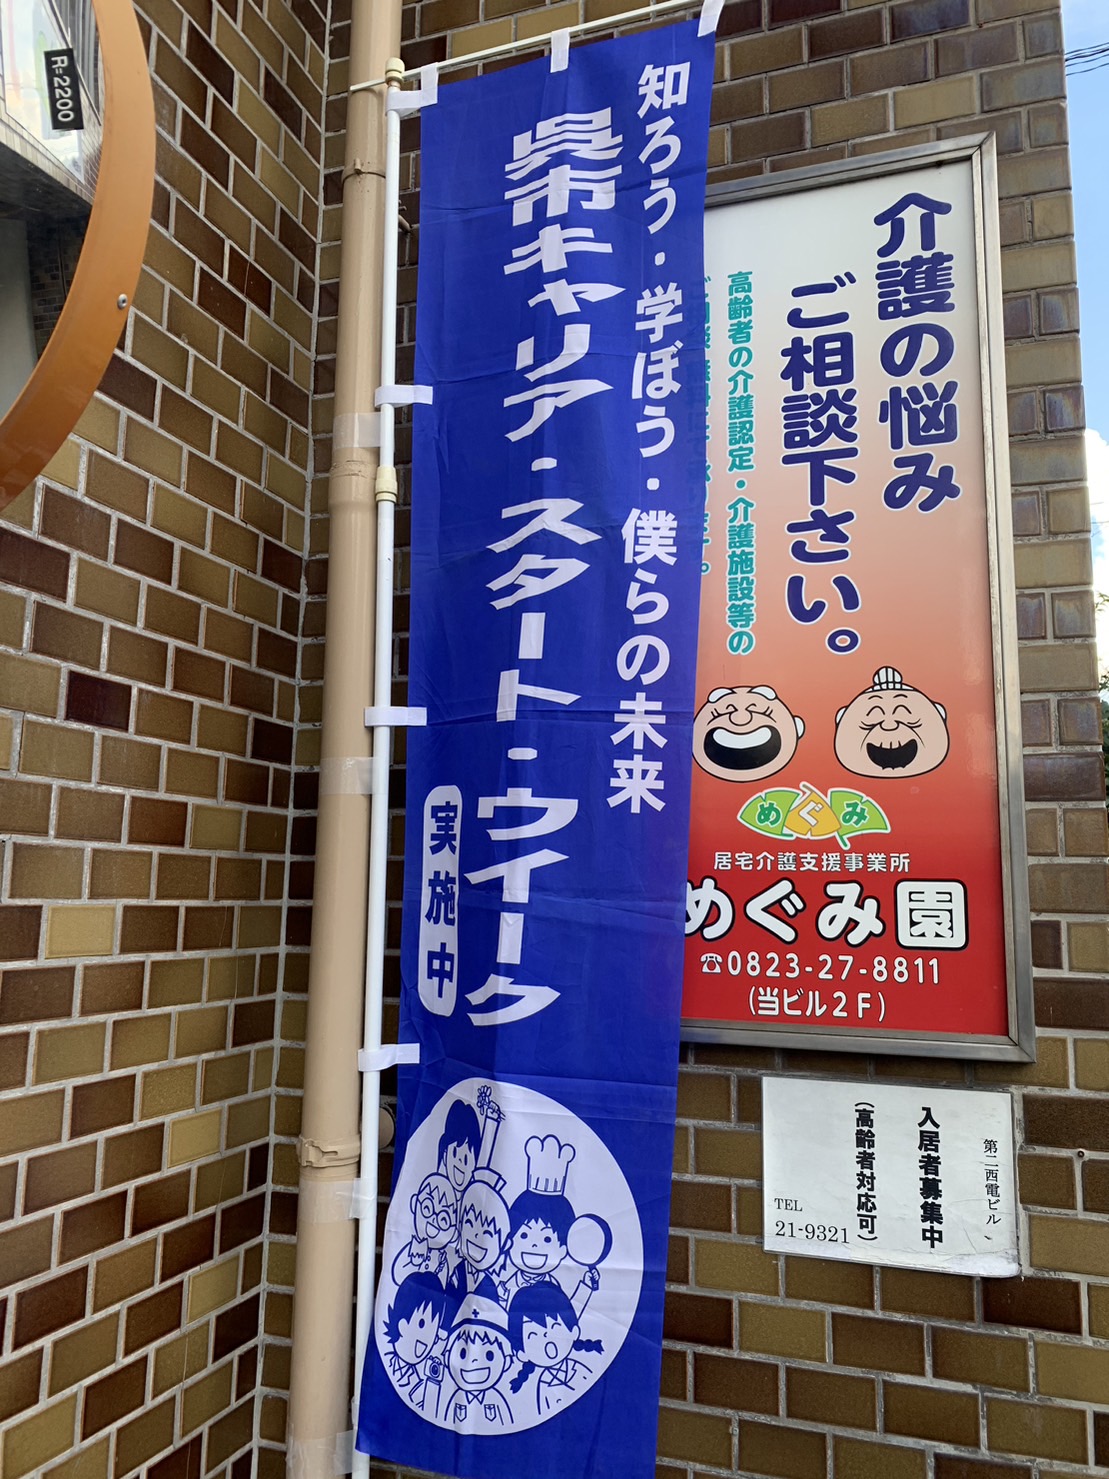 R=2200
知ろう・学ぼう・僕らの未来
呉市キャリア・スタート・ウイーク
実施中
介護の悩み
ご相談下さい。
高齢者の介護認定・介護施設等の
めぐみ
居宅介護支援事業所
めぐみ園
☎0823-27-8811
(当ビル2F)
第二西電ビル
入居者募集中
(高齢者対応可)
TEL
21-9321